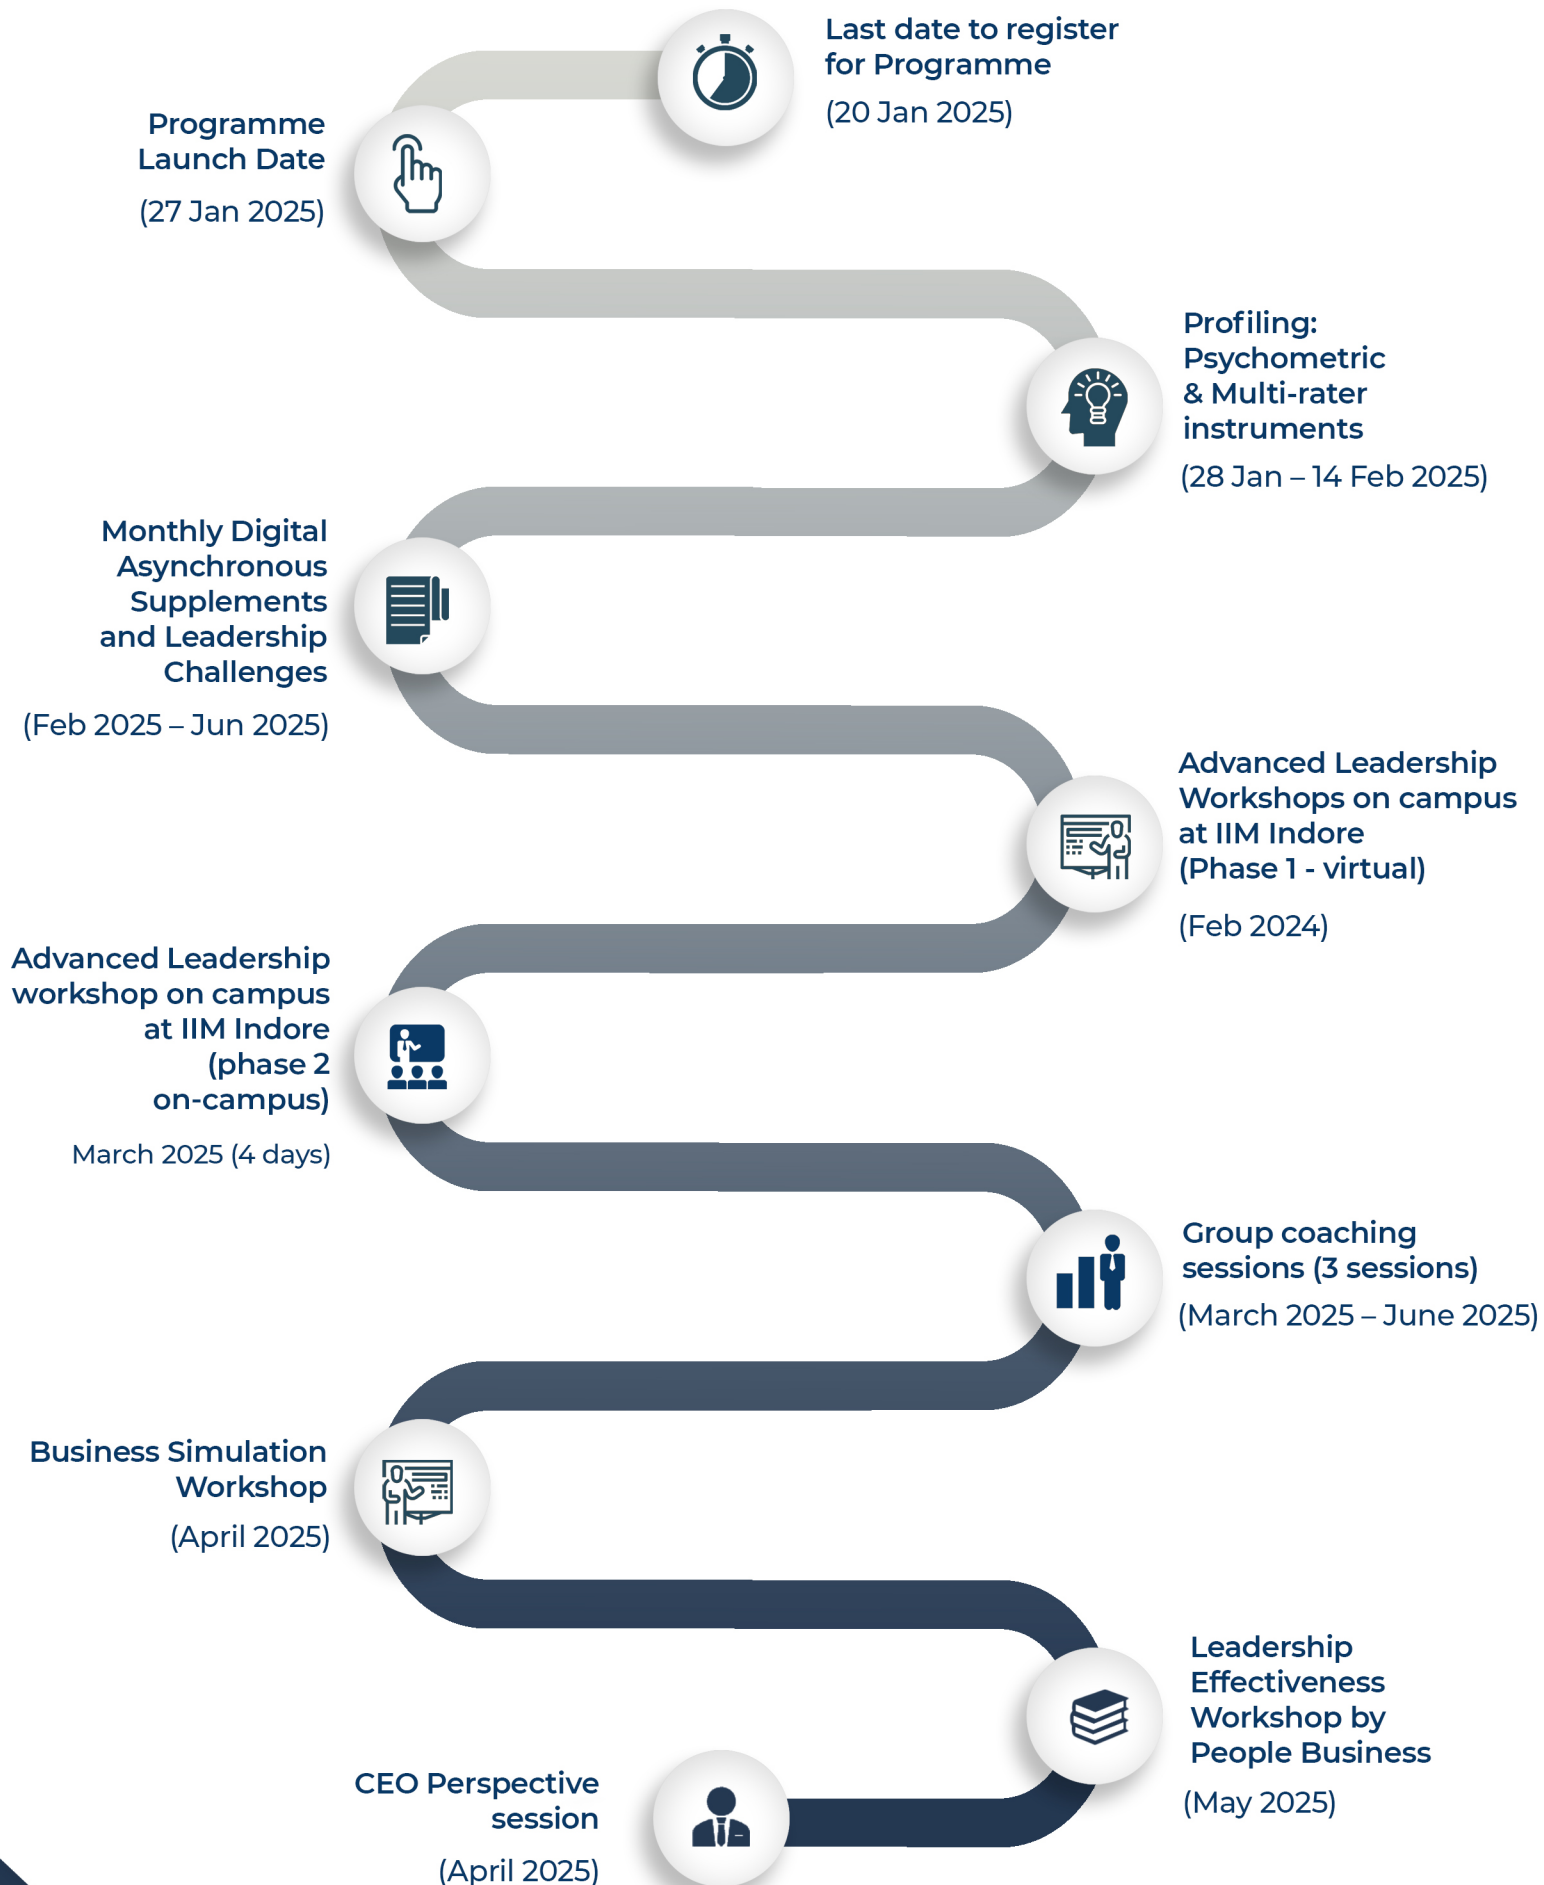 Last date to register
for Programme
(20 Jan 2025)
Programme
Launch Date
(27 Jan 2025)
Profiling:
Psychometric
& Multi-rater
instruments
(28 Jan – 14 Feb 2025)
Monthly Digital
Asynchronous
Supplements
and Leadership
Challenges
(Feb 2025 – Jun 2025)
Advanced Leadership
Workshops on campus
at IIM Indore
(Phase 1 - virtual)
(Feb 2024)
Advanced Leadership
workshop on campus
at IIM Indore
(phase 2
on-campus)
March 2025 (4 days)
Group coaching
sessions (3 sessions)
(March 2025 – June 2025)
Business Simulation
Workshop
(April 2025)
Leadership
Effectiveness
Workshop by
People Business
(May 2025)
CEO Perspective
session
(April 2025)